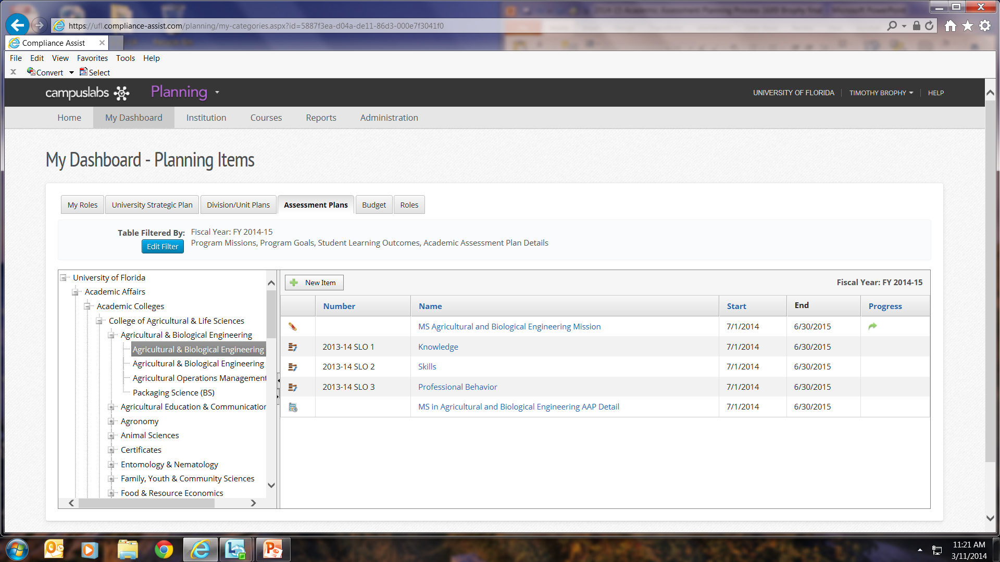 https://ufl.compliance-assist.com/planning/my-categories.aspx?id=5887f3ea-d04a-de11-86d3-000e7f3041f0
Compliance Assist
File Edit View Favorites Tools Help
Convert Select
campuslabs Planning UNIVERSITY OF FLORIDA TIMOTHY BROPHY HELP
Home My Dashboard Institution Courses Reports Administration
My Dashboard - Planning Items
My Roles University Strategic Plan Division/Unit Plans Assessment Plans Budget Roles
Table Filtered By: Fiscal Year: FY 2014-15
Edit Filter Program Missions, Program Goals, Student Learning Outcomes, Academic Assessment Plan Details
University of Florida
Academic Affairs
Academic Colleges
College of Agricultural & Life Sciences
Agricultural & Biological Engineering
Agricultural & Biological Engineering
Agricultural & Biological Engineering
Agricultural Operations Management
Packaging Science (BS)
Agricultural Education & Communication
Agronomy
Animal Sciences
Certificates
Entomology & Nematology
Family, Youth & Community Sciences
Food & Resource Economics
New Item Fiscal Year: FY 2014-15
Number Name Start End Progress
MS Agricultural and Biological Engineering Mission 7/1/2014 6/30/2015
2013-14 SLO 1 Knowledge 7/1/2014 6/30/2015
2013-14 SLO 2 Skills 7/1/2014 6/30/2015
2013-14 SLO 3 Professional Behavior 7/1/2014 6/30/2015
MS in Agricultural and Biological Engineering AAP Detail 7/1/2014 6/30/2015
11:21 AM
3/11/2014